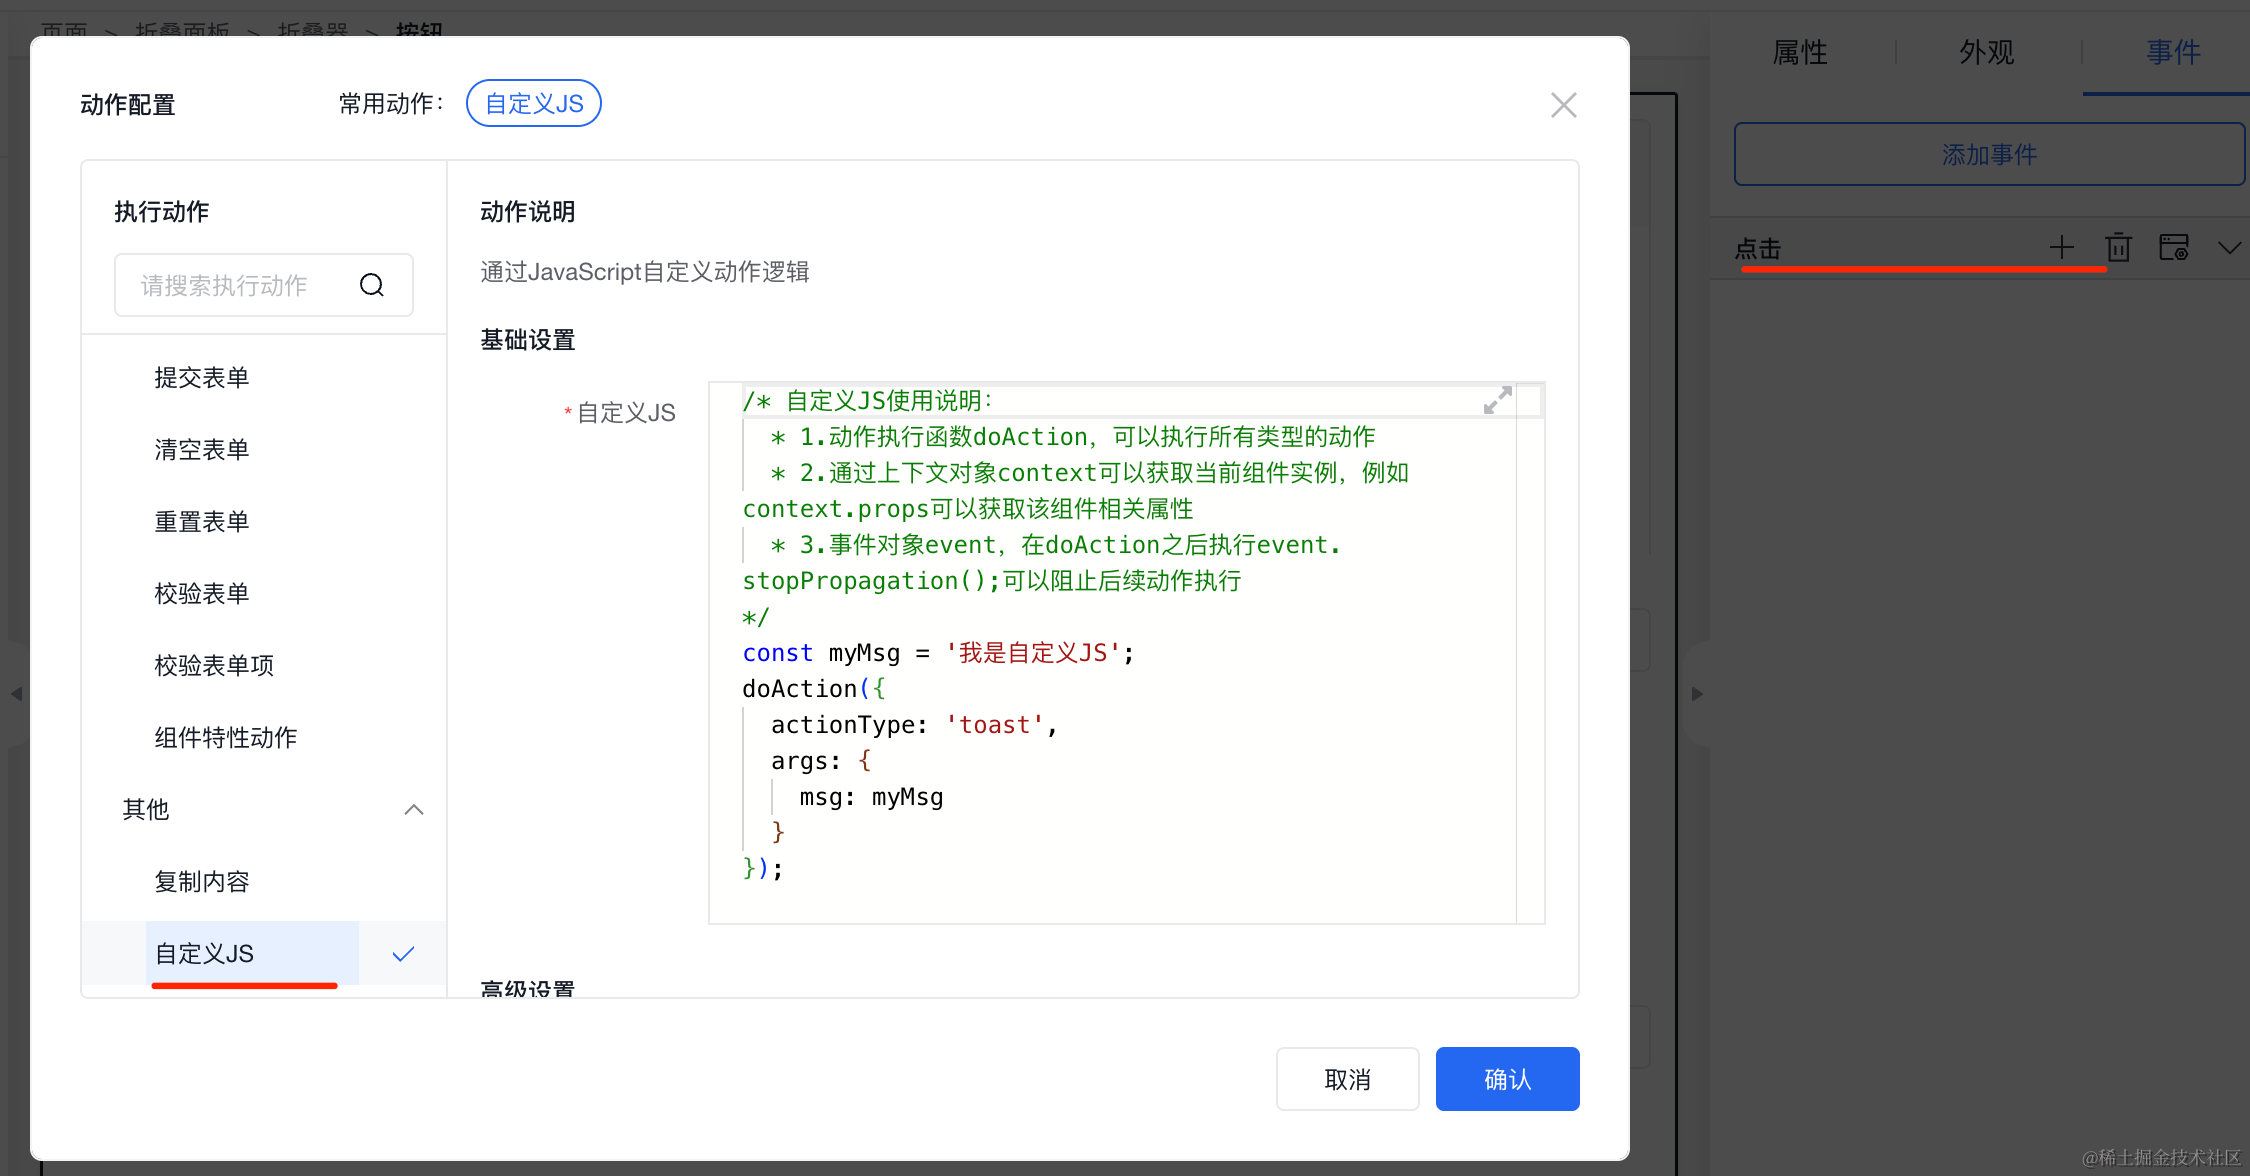 页面 > 折叠面板 > 折叠器 > 按钮
动作配置
常用动作：
自定义JS
执行动作
请搜索执行动作
提交表单
清空表单
重置表单
校验表单
校验表单项
组件特性动作
其他
复制内容
自定义JS
动作说明
通过JavaScript自定义动作逻辑
基础设置
*自定义JS
/* 自定义JS使用说明：
* 1.动作执行函数doAction，可以执行所有类型的动作
* 2.通过上下文对象context可以获取当前组件实例，例如
context.props可以获取该组件相关属性
* 3.事件对象event，在doAction之后执行event.
stopPropagation();可以阻止后续动作执行
*/
const myMsg = '我是自定义JS';
doAction({
actionType: 'toast',
args: {
msg: myMsg
}
});
高级设置
取消
确认
属性
外观
事件
添加事件
点击
@稀土掘金技术社区